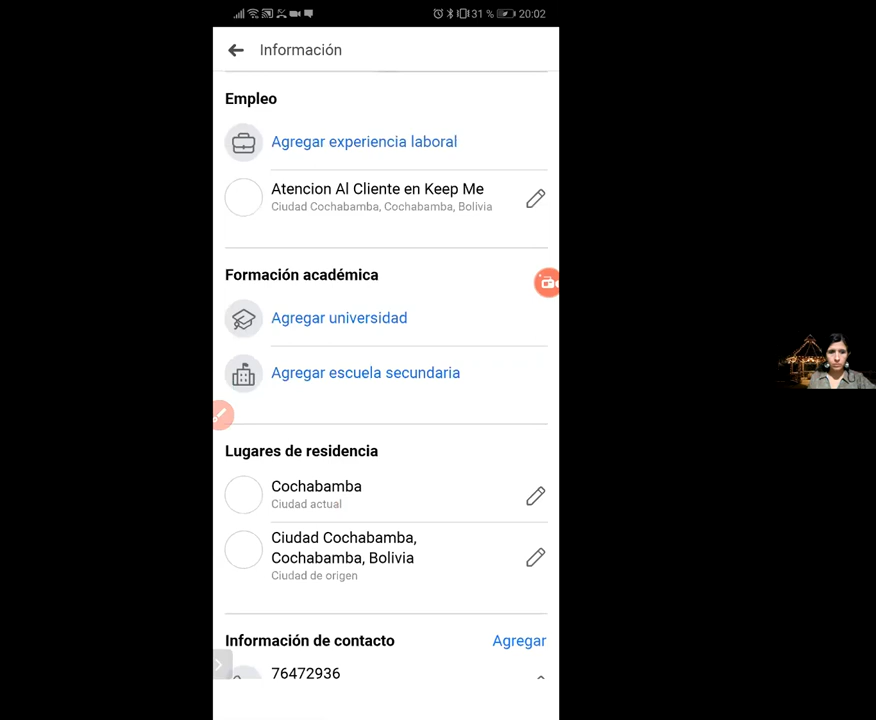 31 % 20:02
Información
Empleo
Agregar experiencia laboral
Atencion Al Cliente en Keep Me
Ciudad Cochabamba, Cochabamba, Bolivia
Formación académica
Agregar universidad
Agregar escuela secundaria
Lugares de residencia
Cochabamba
Ciudad actual
Ciudad Cochabamba,
Cochabamba, Bolivia
Ciudad de origen
Información de contacto Agregar
76472936